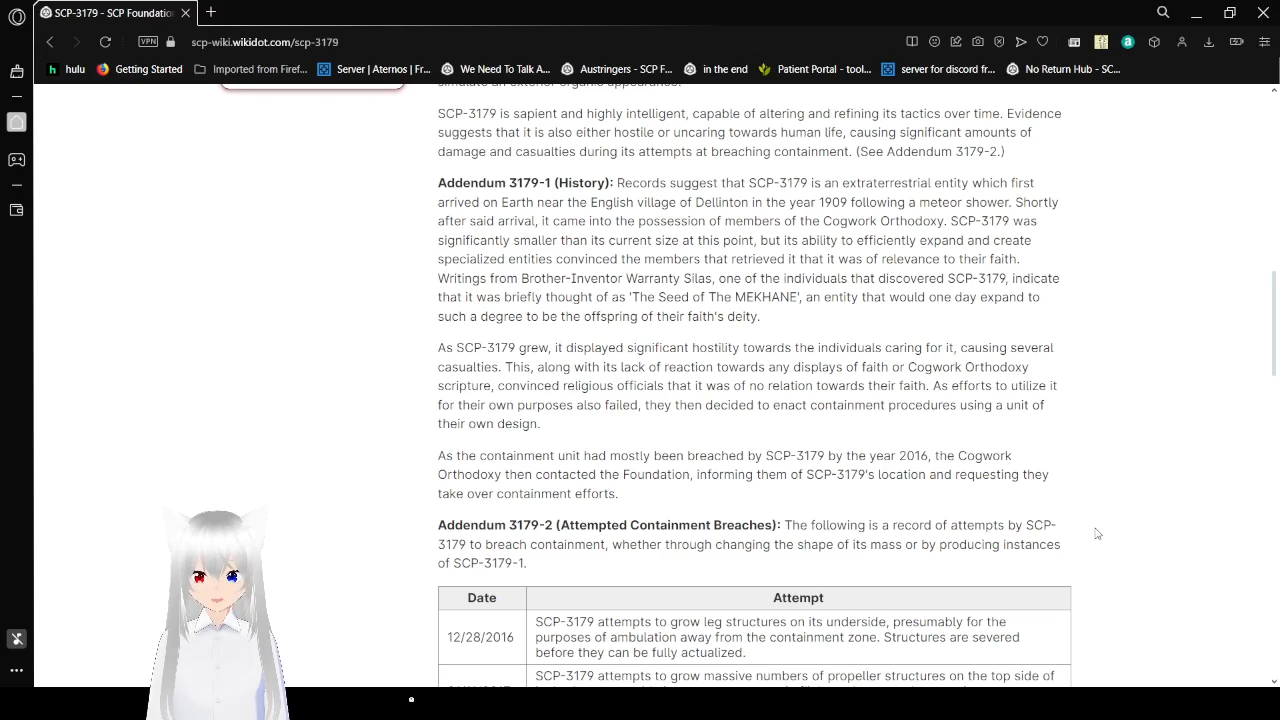 SCP-3179 - SCP Foundation
scp-wiki.wikidot.com/scp-3179
VPN
hulu
Getting Started
Imported from Firef...
Server | Aternos | Fr...
We Need To Talk A...
Austringers - SCP F...
in the end
Patient Portal - tool...
server for discord fr...
No Return Hub - SC...
simulate an exterior organic appearance.
SCP-3179 is sapient and highly intelligent, capable of altering and refining its tactics over time. Evidence
suggests that it is also either hostile or uncaring towards human life, causing significant amounts of
damage and casualties during its attempts at breaching containment. (See Addendum 3179-2.)
Addendum 3179-1 (History): Records suggest that SCP-3179 is an extraterrestrial entity which first
arrived on Earth near the English village of Dellinton in the year 1909 following a meteor shower. Shortly
after said arrival, it came into the possession of members of the Cogwork Orthodoxy. SCP-3179 was
significantly smaller than its current size at this point, but its ability to efficiently expand and create
specialized entities convinced the members that retrieved it that it was of relevance to their faith.
Writings from Brother-Inventor Warranty Silas, one of the individuals that discovered SCP-3179, indicate
that it was briefly thought of as 'The Seed of The MEKHANE', an entity that would one day expand to
such a degree to be the offspring of their faith's deity.
As SCP-3179 grew, it displayed significant hostility towards the individuals caring for it, causing several
casualties. This, along with its lack of reaction towards any displays of faith or Cogwork Orthodoxy
scripture, convinced religious officials that it was of no relation towards their faith. As efforts to utilize it
for their own purposes also failed, they then decided to enact containment procedures using a unit of
their own design.
As the containment unit had mostly been breached by SCP-3179 by the year 2016, the Cogwork
Orthodoxy then contacted the Foundation, informing them of SCP-3179's location and requesting they
take over containment efforts.
Addendum 3179-2 (Attempted Containment Breaches): The following is a record of attempts by SCP-
3179 to breach containment, whether through changing the shape of its mass or by producing instances
of SCP-3179-1.
Date
Attempt
12/28/2016
SCP-3179 attempts to grow leg structures on its underside, presumably for the
purposes of ambulation away from the containment zone. Structures are severed
before they can be fully actualized.
SCP-3179 attempts to grow massive numbers of propeller structures on the top side of